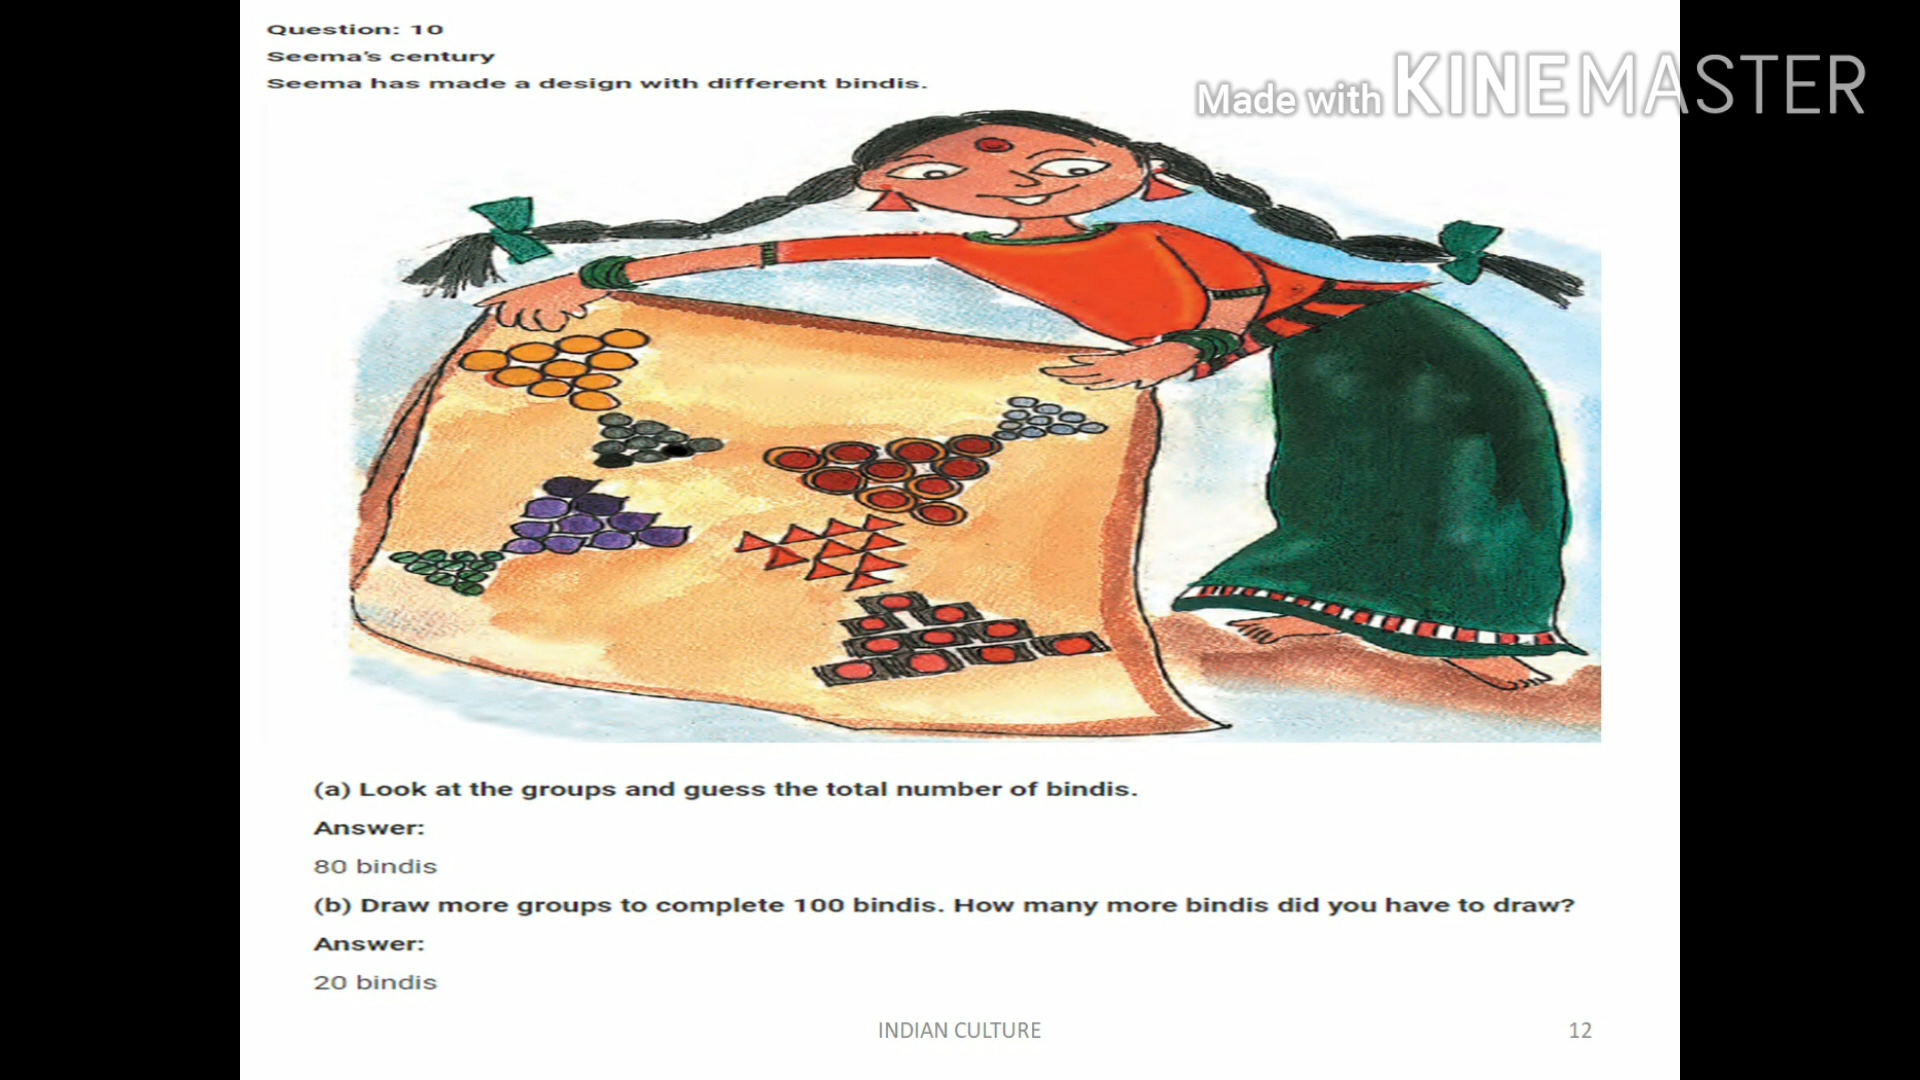 Question: 10
Seema's century
Seema has made a design with different bindis.
Made with KINEMASTER
(a) Look at the groups and guess the total number of bindis.
Answer:
80 bindis
(b) Draw more groups to complete 100 bindis. How many more bindis did you have to draw?
Answer:
20 bindis
INDIAN CULTURE
12